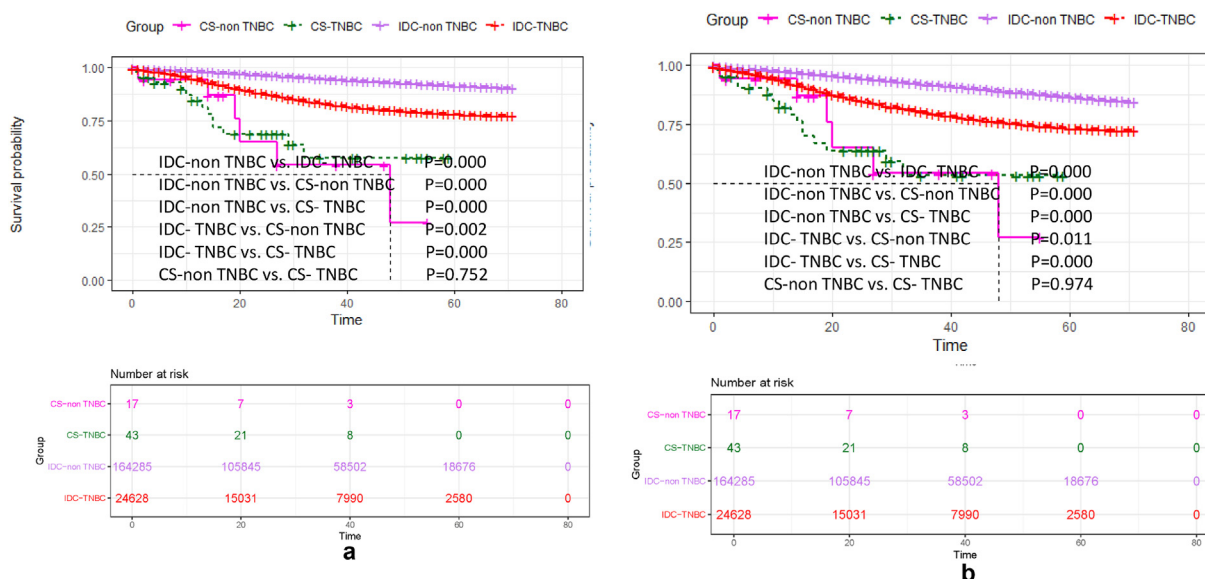 Group CS-non TNBC CS-TNBC IDC-non TNBC IDC-TNBC
Survival probability
1.00
0.75
0.50
0.25
0.00
IDC-non TNBC vs. IDC- TNBC P=0.000
IDC-non TNBC vs. CS-non TNBC P=0.000
IDC-non TNBC vs. CS- TNBC P=0.000
IDC- TNBC vs. CS-non TNBC P=0.002
IDC- TNBC vs. CS- TNBC P=0.000
CS-non TNBC vs. CS- TNBC P=0.752
0 20 40 60 80
Time
Number at risk
Group
CS-non TNBC 17 7 3 0 0
CS-TNBC 43 21 8 0 0
IDC-non TNBC 164285 105845 58502 18676 0
IDC-TNBC 24628 15031 7990 2580 0
0 20 40 60 80
Time
a
Group CS-non TNBC CS-TNBC IDC-non TNBC IDC-TNBC
1.00
0.75
0.50
0.25
0.00
IDC-non TNBC vs. IDC- TNBC P=0.000
IDC-non TNBC vs. CS-non TNBC P=0.000
IDC-non TNBC vs. CS- TNBC P=0.000
IDC- TNBC vs. CS-non TNBC P=0.011
IDC- TNBC vs. CS- TNBC P=0.000
CS-non TNBC vs. CS- TNBC P=0.974
0 20 40 60 80
Time
Number at risk
Group
CS-non TNBC 17 7 3 0 0
CS-TNBC 43 21 8 0 0
IDC-non TNBC 164285 105845 58502 18676 0
IDC-TNBC 24628 15031 7990 2580 0
0 20 40 60 80
Time
b